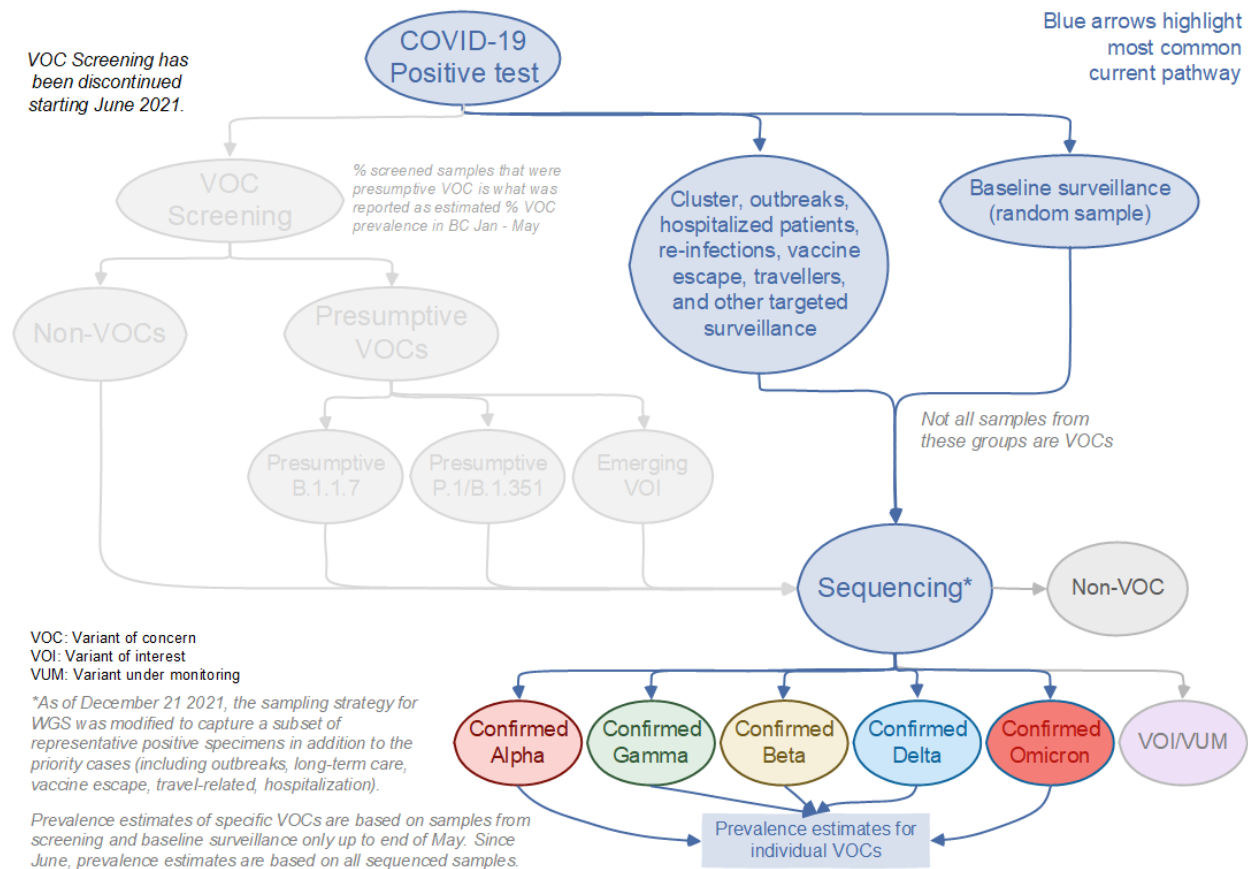 COVID-19
Positive test
Blue arrows highlight
most common
current pathway
VOC Screening has
been discontinued
starting June 2021.
VOC
Screening
% screened samples that were
presumptive VOC is what was
reported as estimated % VOC
prevalence in BC Jan - May
Cluster, outbreaks,
hospitalized patients,
re-infections, vaccine
escape, travellers,
and other targeted
surveillance
Baseline surveillance
(random sample)
Non-VOCs
Presumptive
VOCs
Not all samples from
these groups are VOCs
Presumptive
B.1.1.7
Presumptive
P.1/B.1.351
Emerging
VOI
Sequencing*
Non-VOC
VOC: Variant of concern
VOI: Variant of interest
VUM: Variant under monitoring
*As of December 21 2021, the sampling strategy for
WGS was modified to capture a subset of
representative positive specimens in addition to the
priority cases (including outbreaks, long-term care,
vaccine escape, travel-related, hospitalization).
Prevalence estimates of specific VOCs are based on samples from
screening and baseline surveillance only up to end of May. Since
June, prevalence estimates are based on all sequenced samples.
Confirmed
Alpha
Confirmed
Gamma
Confirmed
Beta
Confirmed
Delta
Confirmed
Omicron
VOI/VUM
Prevalence estimates for
individual VOCs